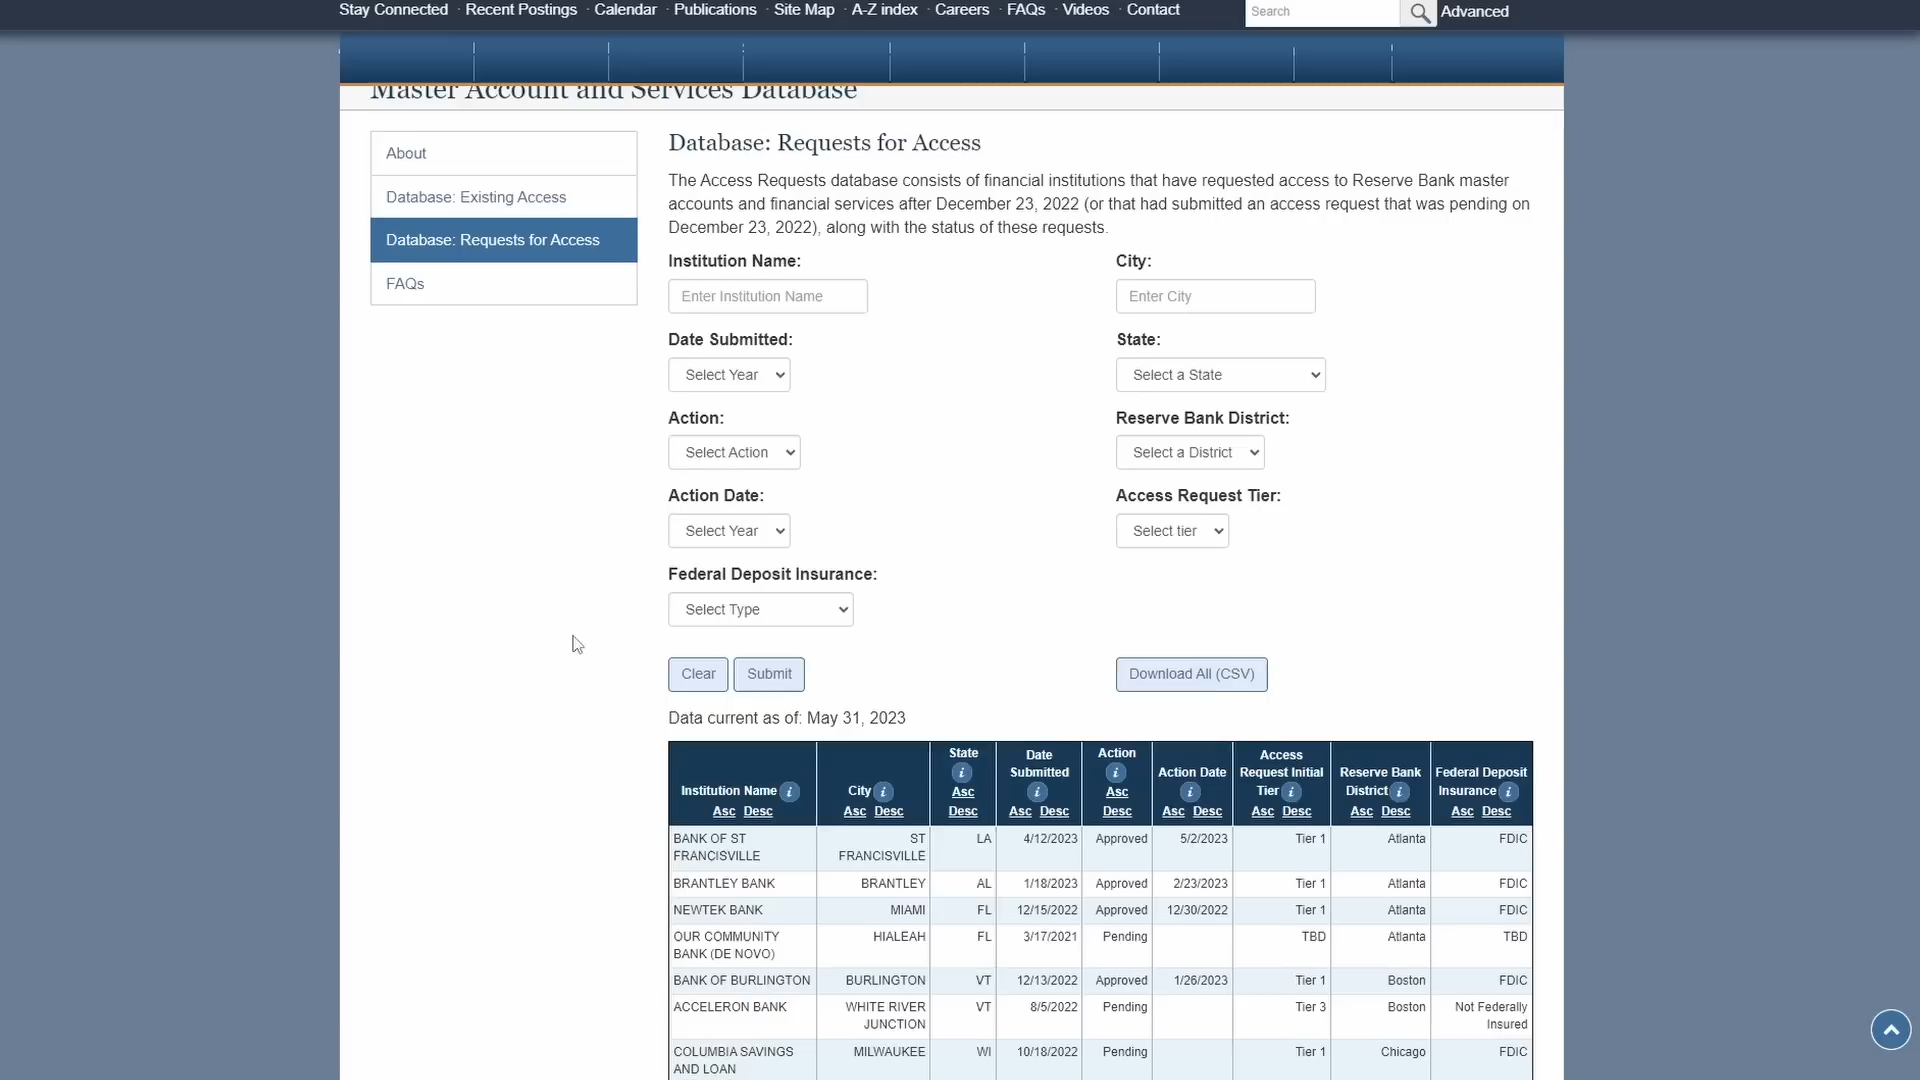 Stay Connected · Recent Postings · Calendar · Publications · Site Map · A-Z index · Careers · FAQs · Videos · Contact
Search
Advanced
Master Account and Services Database
About
Database: Existing Access
Database: Requests for Access
FAQs
Database: Requests for Access
The Access Requests database consists of financial institutions that have requested access to Reserve Bank master
accounts and financial services after December 23, 2022 (or that had submitted an access request that was pending on
December 23, 2022), along with the status of these requests.
Institution Name: City:
Enter Institution Name Enter City
Date Submitted: State:
Select Year Select a State
Action: Reserve Bank District:
Select Action Select a District
Action Date: Access Request Tier:
Select Year Select tier
Federal Deposit Insurance:
Select Type
Clear Submit Download All (CSV)
Data current as of: May 31, 2023
Institution Name i
Asc Desc
City i
Asc Desc
State
i
Asc
Desc
Date
Submitted
i
Asc Desc
Action
i
Asc
Desc
Action Date
i
Asc Desc
Access
Request Initial
Tier i
Asc Desc
Reserve Bank
District i
Asc Desc
Federal Deposit
Insurance i
Asc Desc
BANK OF ST ST LA 4/12/2023 Approved 5/2/2023 Tier 1 Atlanta FDIC
FRANCISVILLE FRANCISVILLE
BRANTLEY BANK BRANTLEY AL 1/18/2023 Approved 2/23/2023 Tier 1 Atlanta FDIC
NEWTEK BANK MIAMI FL 12/15/2022 Approved 12/30/2022 Tier 1 Atlanta FDIC
OUR COMMUNITY HIALEAH FL 3/17/2021 Pending TBD Atlanta TBD
BANK (DE NOVO)
BANK OF BURLINGTON BURLINGTON VT 12/13/2022 Approved 1/26/2023 Tier 1 Boston FDIC
ACCELERON BANK WHITE RIVER VT 8/5/2022 Pending Tier 3 Boston Not Federally
JUNCTION Insured
COLUMBIA SAVINGS MILWAUKEE WI 10/18/2022 Pending Tier 1 Chicago FDIC
AND LOAN